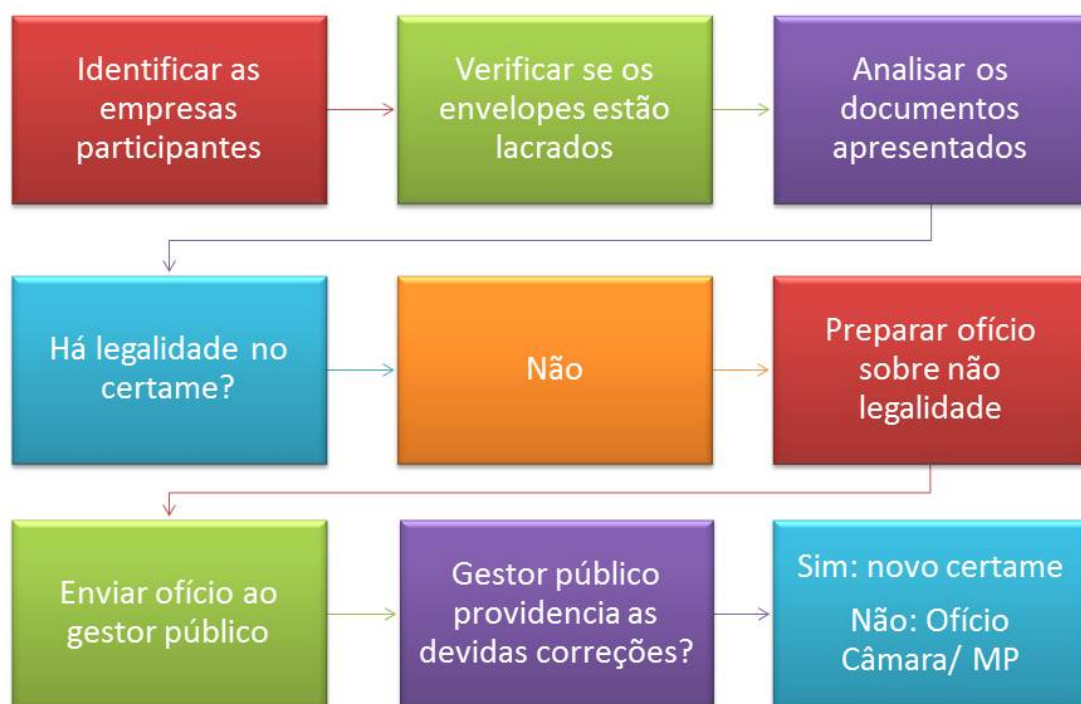 Identificar as
empresas
participantes
Verificar se os
envelopes estão
lacrados
Analisar os
documentos
apresentados
Há legalidade no
certame?
Não
Preparar ofício
sobre não
legalidade
Enviar ofício ao
gestor público
Gestor público
providencia as
devidas correções?
Sim: novo certame
Não: Ofício
Câmara/ MP